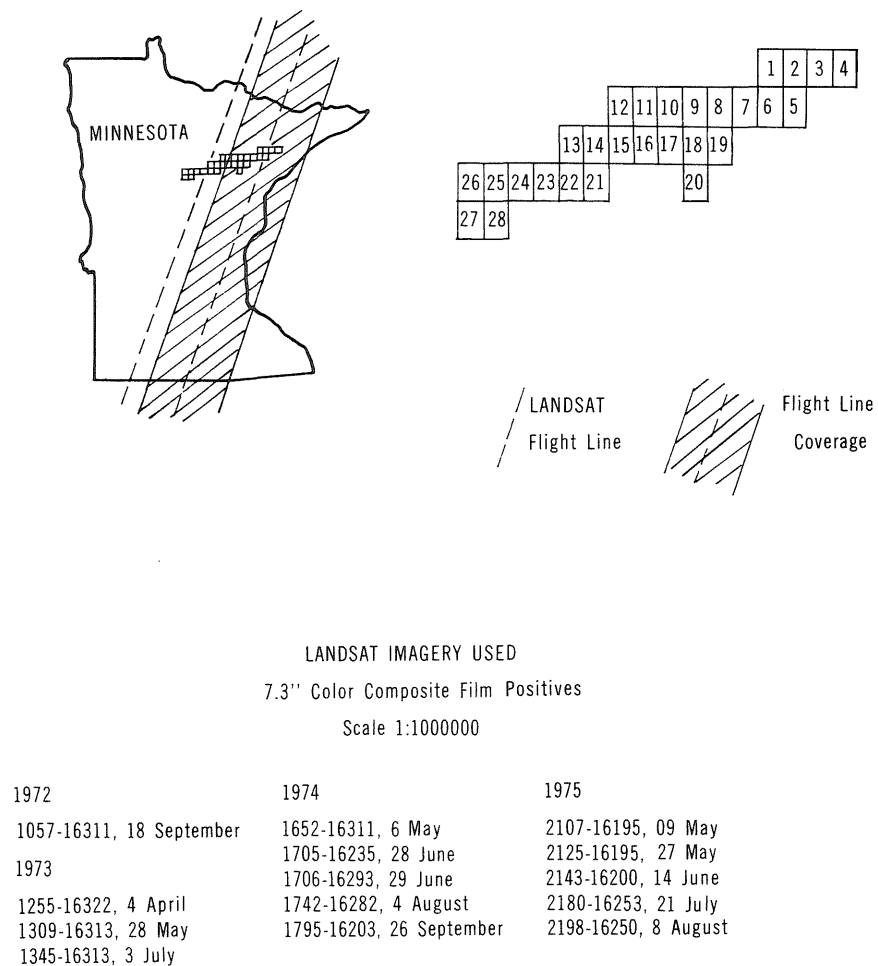 MINNESOTA
1 2 3 4
12 11 10 9 8 7 6 5
13 14 15 16 17 18 19
26 25 24 23 22 21 20
27 28
LANDSAT
Flight Line
Flight Line
Coverage
LANDSAT IMAGERY USED
7.3'' Color Composite Film Positives
Scale 1:1000000
1972
1057-16311, 18 September
1973
1255-16322, 4 April
1309-16313, 28 May
1345-16313, 3 July
1974
1652-16311, 6 May
1705-16235, 28 June
1706-16293, 29 June
1742-16282, 4 August
1795-16203, 26 September
1975
2107-16195, 09 May
2125-16195, 27 May
2143-16200, 14 June
2180-16253, 21 July
2198-16250, 8 August